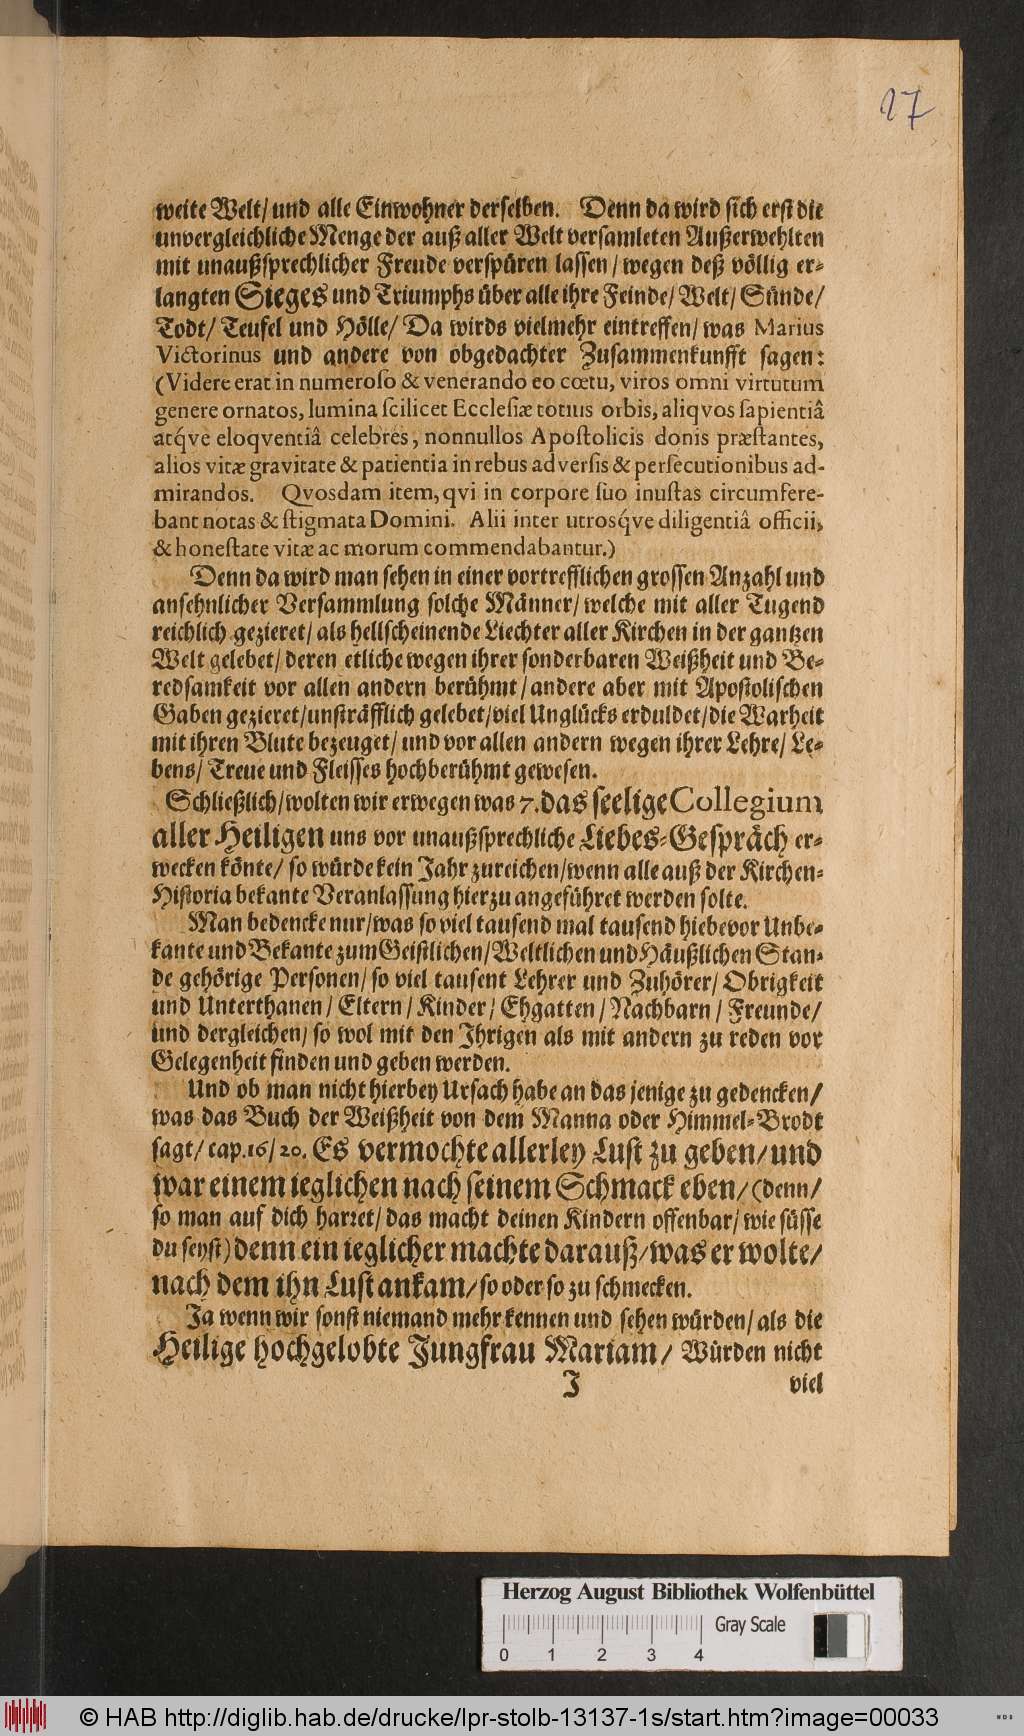 27
weite Welt/ und alle Einwohner derselben. Denn da wird sich erst die
unvergleichliche Menge der auß aller Welt versamleten Außerwehlten
mit unaußsprechlicher Freude verspüren lassen / wegen deß völlig er-
langten Sieges und Triumphs über alle ihre Feinde/ Welt/ Sünde/
Todt/ Teufel und Hölle/ Da wirds vielmehr eintreffen/ was Marius
Victorinus und andere von obgedachter Zusammenkunfft sagen:
(Videre erat in numeroſo & venerando eo cœtu, viros omni virtutum
genere ornatos, lumina ſcilicet Eccleſiæ totius orbis, aliqvos ſapientiâ
atq́ve eloqventiâ celebres, nonnullos Apoſtolicis donis præſtantes,
alios vitæ gravitate & patientia in rebus adverſis & perſecutionibus ad-
mirandos. Qvosdam item, qvi in corpore ſuo inuſtas circumfere-
bant notas & ſtigmata Domini. Alii inter utrosq́ve diligentiâ officii,
& honeſtate vitæ ac morum commendabantur.)
Denn da wird man sehen in einer vortrefflichen grossen Anzahl und
ansehnlicher Versammlung solche Männer/ welche mit aller Tugend
reichlich gezieret/ als hellscheinende Liechter aller Kirchen in der gantzen
Welt gelebet/ deren etliche wegen ihrer sonderbaren Weißheit und Be-
redsamkeit vor allen andern berühmt / andere aber mit Apostolischen
Gaben gezieret/ unsträfflich gelebet/ viel Unglücks erduldet/ die Warheit
mit ihren Blute bezeuget/ und vor allen andern wegen ihrer Lehre/ Le-
bens/ Treue und Fleisses hochberühmt gewesen.
Schließlich/ wolten wir erwegen was 7. das seelige Collegium
aller Heiligen uns vor unaußsprechliche Liebes-Gespräch er-
wecken könte/ so würde kein Jahr zureichen/ wenn alle auß der Kirchen-
Historia bekante Veranlassung hierzu angeführet werden solte.
Man bedencke nur/ was so viel tausend mal tausend hiebevor Unbe-
kante und Bekante zum Geistlichen/ Weltlichen und Häußlichen Stan-
de gehörige Personen/ so viel tausent Lehrer und Zuhörer/ Obrigkeit
und Unterthanen / Eltern / Kinder / Ehgatten / Nachbarn / Freunde/
und dergleichen/ so wol mit den Ihrigen als mit andern zu reden vor
Gelegenheit finden und geben werden.
Und ob man nicht hierbey Ursach habe an das jenige zu gedencken/
was das Buch der Weißheit von dem Manna oder Himmel-Brodt
sagt/ cap. 16/ 20. Es vermochte allerley Lust zu geben/ und
war einem ieglichen nach seinem Schmack eben/ (denn/
so man auf dich harret/ das macht deinen Kindern offenbar/ wie süsse
du seyst) denn ein ieglicher machte darauß/ was er wolte/
nach dem ihn Lust ankam/ so oder so zu schmecken.
Ja wenn wir sonst niemand mehr kennen und sehen würden/ als die
Heilige hochgelobte Jungfrau Mariam/ Würden nicht
J viel
Herzog August Bibliothek Wolfenbüttel
Gray Scale
0 1 2 3 4
© HAB http://diglib.hab.de/drucke/lpr-stolb-13137-1s/start.htm?image=00033